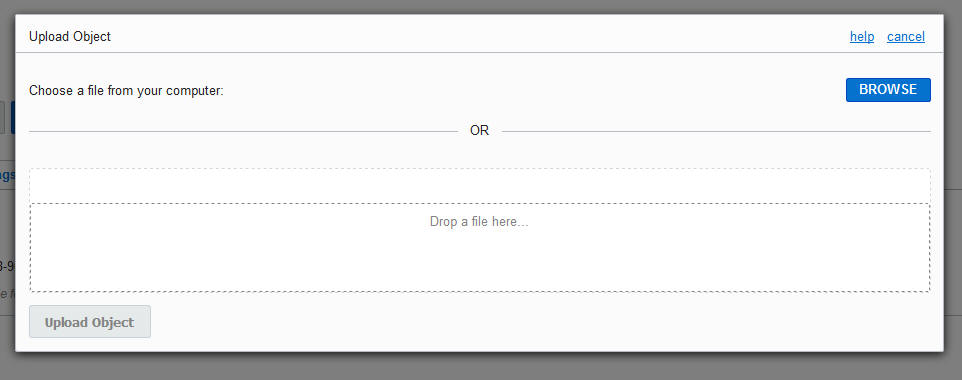 Upload Object
help cancel
Choose a file from your computer:
BROWSE
OR
Drop a file here...
Upload Object